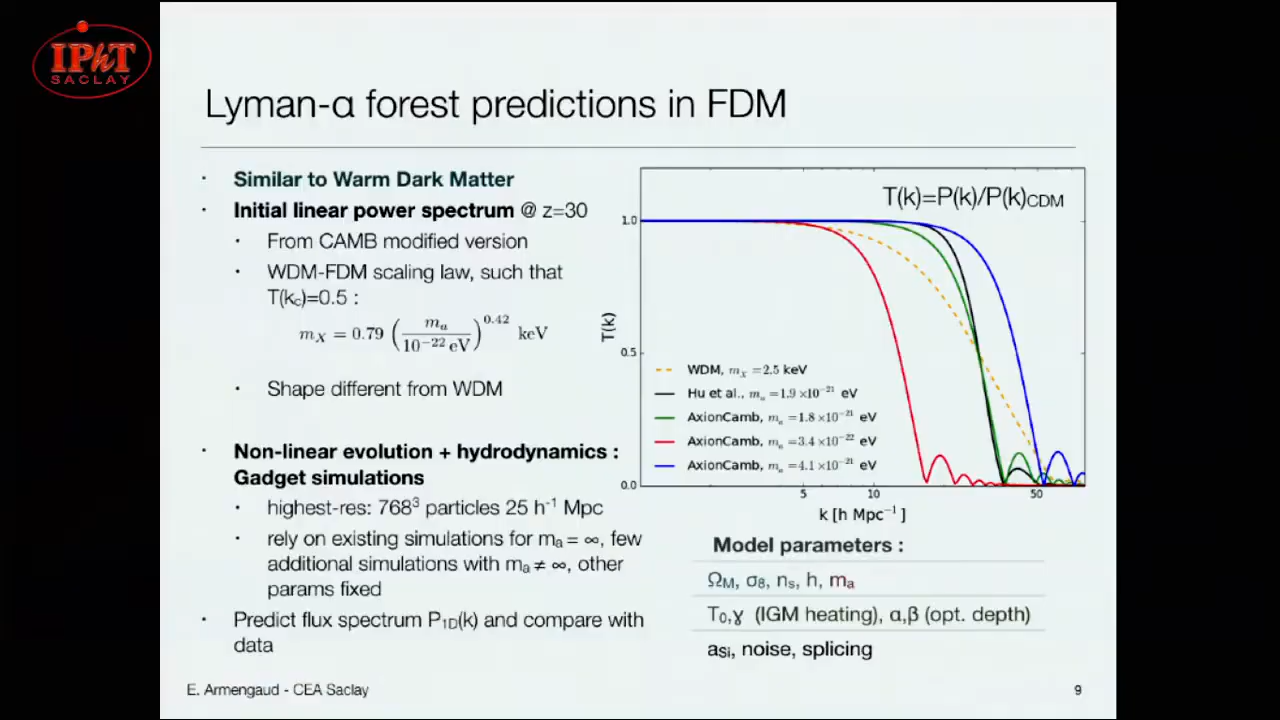 IPhT
SACLAY
Lyman-α forest predictions in FDM
· Similar to Warm Dark Matter
· Initial linear power spectrum @ z=30
· From CAMB modified version
· WDM-FDM scaling law, such that
T(kc)=0.5 :
m_X = 0.79 (m_a / 10⁻²² eV)^0.42 keV
· Shape different from WDM
· Non-linear evolution + hydrodynamics :
Gadget simulations
· highest-res: 768³ particles 25 h⁻¹ Mpc
· rely on existing simulations for mₐ = ∞, few
additional simulations with mₐ ≠ ∞, other
params fixed
· Predict flux spectrum P1D(k) and compare with
data
T(k)=P(k)/P(k)CDM
1.0
0.5
0.0
T(k)
WDM, m_X =2.5 keV
Hu et al., m_a =1.9 ×10⁻²¹ eV
AxionCamb, m_a =1.8 ×10⁻²¹ eV
AxionCamb, m_a =3.4 ×10⁻²² eV
AxionCamb, m_a =4.1 ×10⁻²¹ eV
5 10 50
k [h Mpc⁻¹ ]
Model parameters :
ΩM, σ8, ns, h, ma
T0,ɣ (IGM heating), α,β (opt. depth)
aSi, noise, splicing
E. Armengaud - CEA Saclay
9